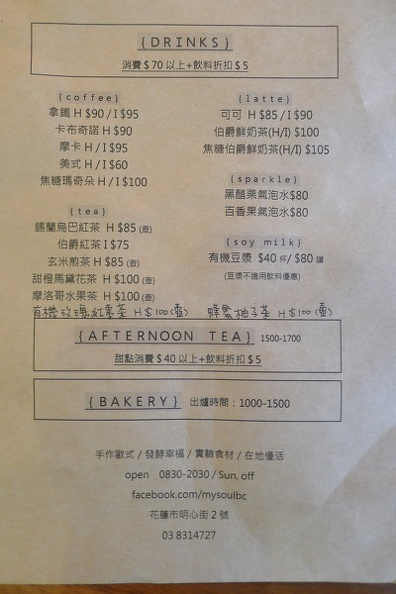 {DRINKS}
消費$70以上+飲料折扣$5
{coffee}
拿鐵 H $90 / I $95
卡布奇諾 H $90
摩卡 H / I $95
美式 H / I $60
焦糖瑪奇朵 H / I $100
{tea}
錫蘭烏巴紅茶 H $85 (壺)
伯爵紅茶 I $75
玄米煎茶 H $85 (壺)
甜橙馬黛花茶 H $100 (壺)
摩洛哥水果茶 H $100 (壺)
有機玫瑰紅棗茶 H $100(壺) 蜂蜜柚子茶 H $100(壺)
{latte}
可可 H $85 / I $90
伯爵鮮奶茶(H/I) $100
焦糖伯爵鮮奶茶(H/I) $105
{sparkle}
黑醋栗氣泡水$80
百香果氣泡水$80
{soy milk}
有機豆漿 $40 杯/ $80 罐
(豆漿不適用飲料優惠)
{AFTERNOON TEA} 1500-1700
甜點消費$40以上+飲料折扣$5
{BAKERY} 出爐時間：1000-1500
手作歐式 / 發酵幸福 / 實驗食材 / 在地慢活
open 0830-2030 / Sun. off
facebook.com/mysoulbc
花蓮市明心街2號
03 8314727